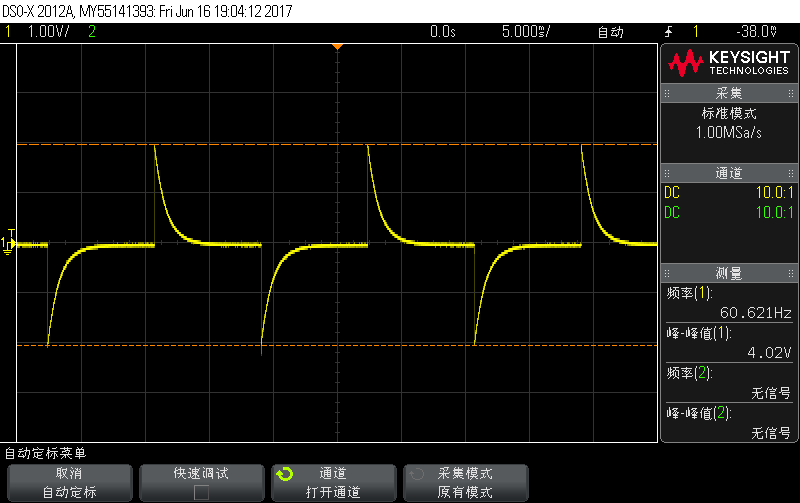 DSO-X 2012A, MY55141393: Fri Jun 16 19:04:12 2017
1 1.00V/ 2 0.0s 5.000ms/ 自动 1 -38.0mV
KEYSIGHT
TECHNOLOGIES
采集
标准模式
1.00MSa/s
通道
DC 10.0:1
DC 10.0:1
测量
频率(1):
60.621Hz
峰-峰值(1):
4.02V
频率(2):
无信号
峰-峰值(2):
无信号
T
1
自动定标菜单
取消
自动定标
快速调试
通道
打开通道
采集模式
原有模式